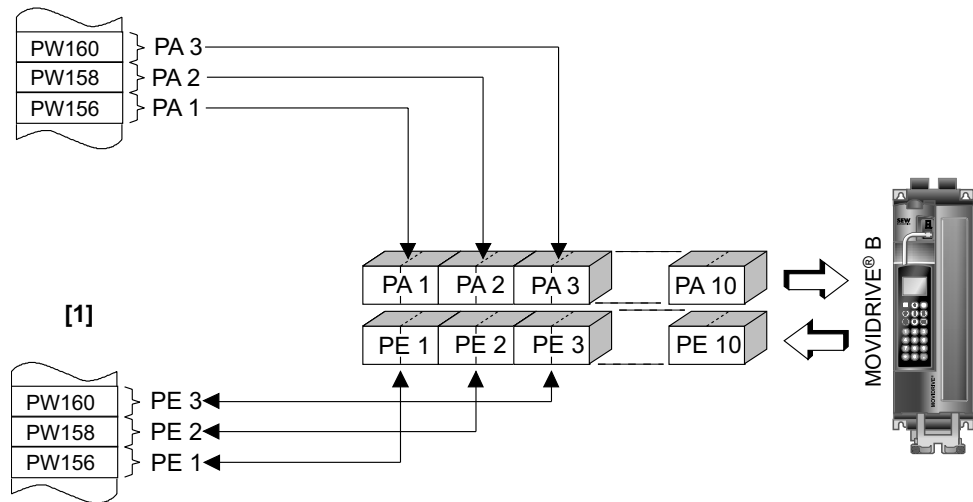 PW160 PA 3
PW158 PA 2
PW156 PA 1
PA 1 PA 2 PA 3 PA 10
PE 1 PE 2 PE 3 PE 10
MOVIDRIVE® B
SEW
[1]
PW160 PE 3
PW158 PE 2
PW156 PE 1
MOVIDRIVE®